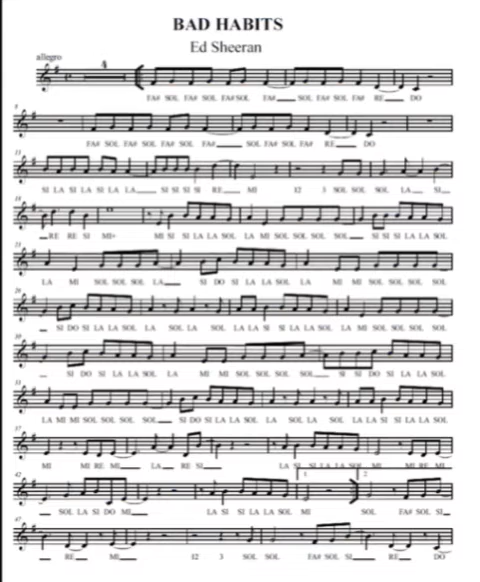 BAD HABITS
Ed Sheeran
allegro
4
FA# SOL FA# SOL FA# SOL FA# SOL FA# SOL FA# RE DO
FA# SOL FA# SOL FA# SOL FA# SOL FA# SOL FA# RE DO
SI LA SI LA SI LA LA SI SI SI SI RE MI 12 3 SOL SOL LA SI
RE RE SI MI MI SI SI LA LA SOL LA MI SOL SOL SOL SOL SI SI SI LA LA SOL
LA MI SOL SOL SOL LA SI DO SI LA LA SOL LA MI MI SOL SOL SOL SOL
SI DO SI LA LA SOL LA SOL LA SOL LA LA SI SI LA LA SOL LA MI SOL SOL SOL SOL
SI DO SI LA LA SOL LA MI MI SOL SOL SOL SI SI DO SI LA LA SOL
LA MI MI SOL SOL SOL SI DO SI LA LA SOL LA SOL LA SOL LA LA SI SI LA LA SOL
37
MI MI RE MI LA RE SI LA SI SI LA LA SOL MI MI RE MI
42
1 2
SOL LA SI DO MI LA SI SI LA LA SOL MI SOL FA# SOL SI
47
RE MI 12 3 SOL SOL FA# SOL SI RE DO